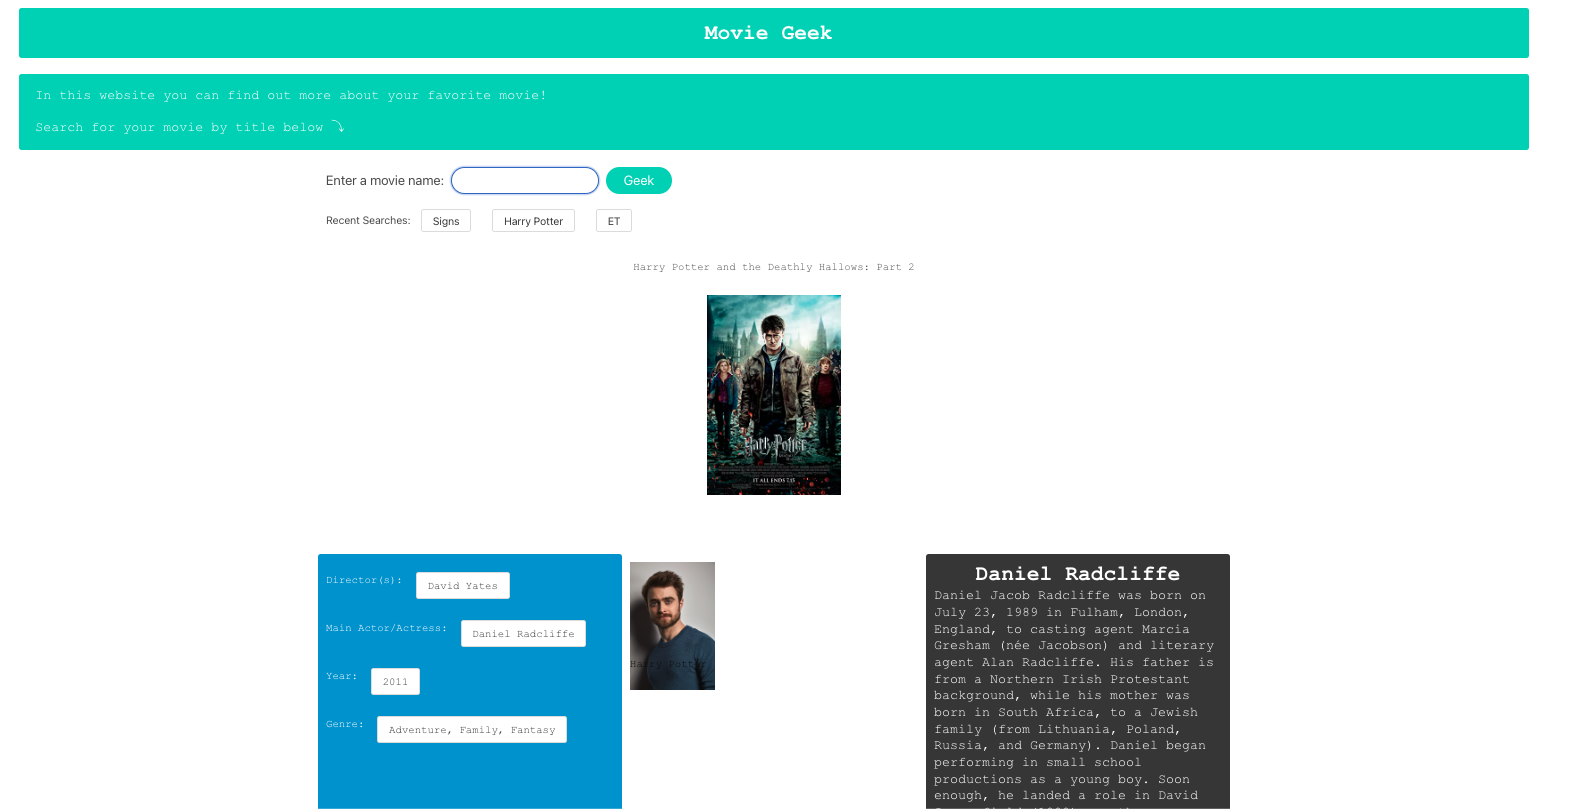 Movie Geek
In this website you can find out more about your favorite movie!
Search for your movie by title below
Enter a movie name:
Geek
Recent Searches:
Signs
Harry Potter
ET
Harry Potter and the Deathly Hallows: Part 2
Harry Potter
IT ALL ENDS 7.15
Director(s):
David Yates
Main Actor/Actress:
Daniel Radcliffe
Year:
2011
Genre:
Adventure, Family, Fantasy
Harry Potter
Daniel Radcliffe
Daniel Jacob Radcliffe was born on
July 23, 1989 in Fulham, London,
England, to casting agent Marcia
Gresham (née Jacobson) and literary
agent Alan Radcliffe. His father is
from a Northern Irish Protestant
background, while his mother was
born in South Africa, to a Jewish
family (from Lithuania, Poland,
Russia, and Germany). Daniel began
performing in small school
productions as a young boy. Soon
enough, he landed a role in David